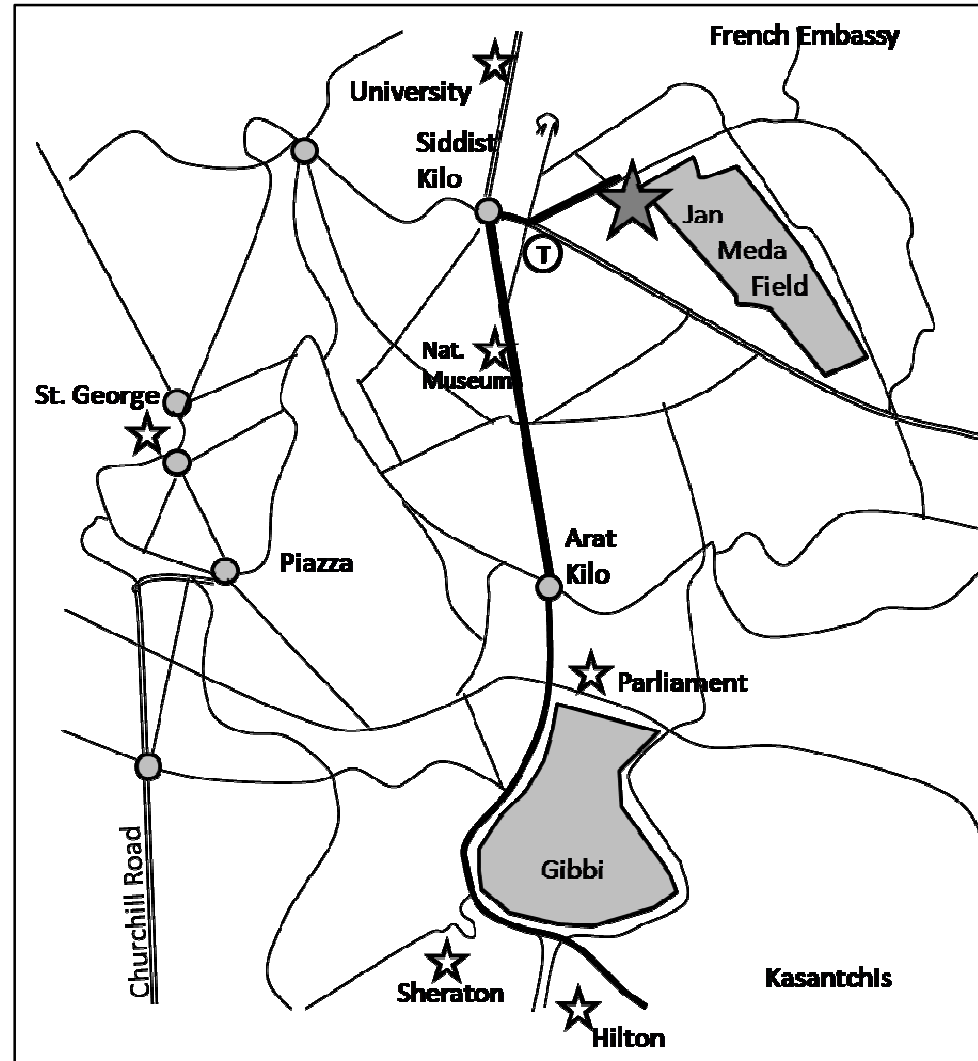 French Embassy
University
Siddist
Kilo
Jan
Meda
Field
T
Nat.
Museum
St. George
Arat
Kilo
Piazza
Parliament
Gibbi
Churchill Road
Sheraton
Kasantchis
Hilton